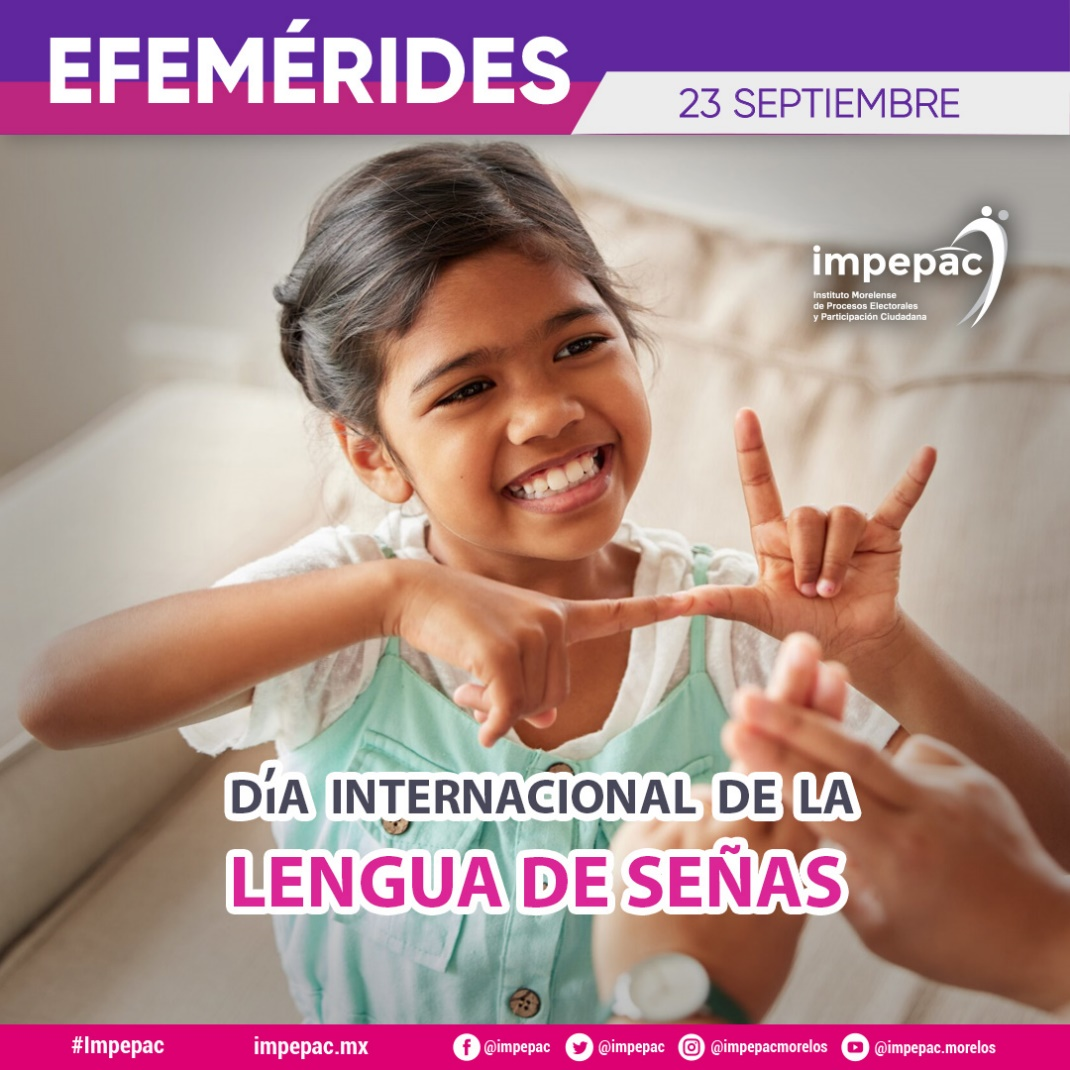 EFEMÉRIDES
23 SEPTIEMBRE
impepac
Instituto Morelense
de Procesos Electorales
y Participación Ciudadana
DíA INTERNACIONAL DE LA
LENGUA DE SEÑAS
#Impepac impepac.mx @impepac @impepac @impepacmorelos @impepac.morelos